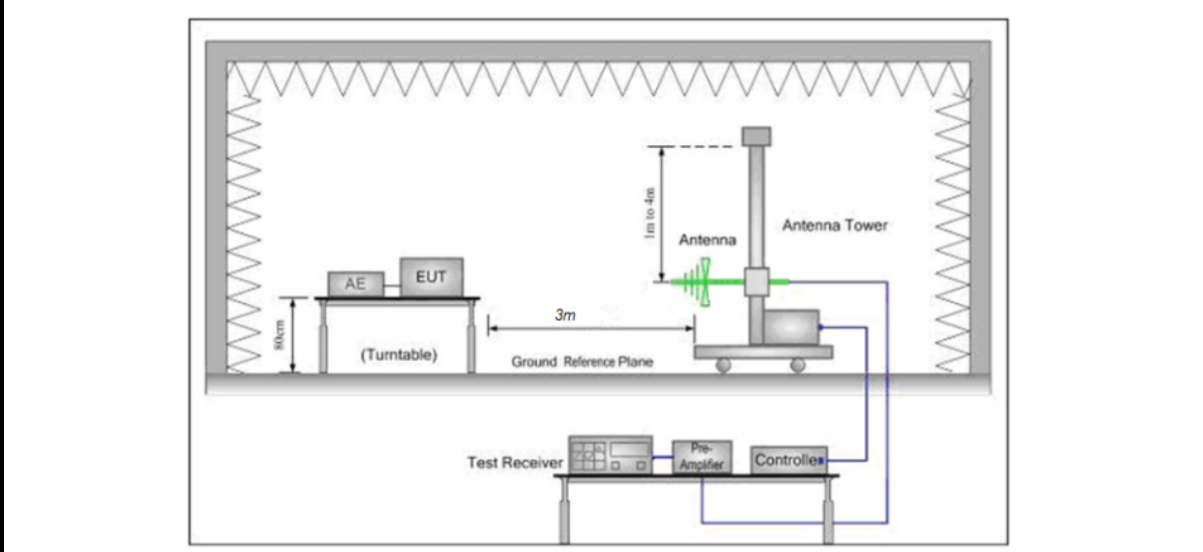 1m to 4m
Antenna Tower
Antenna
AE
EUT
3m
80cm
(Turntable)
Ground Reference Plane
Test Receiver
Pre-
Amplifier
Controller